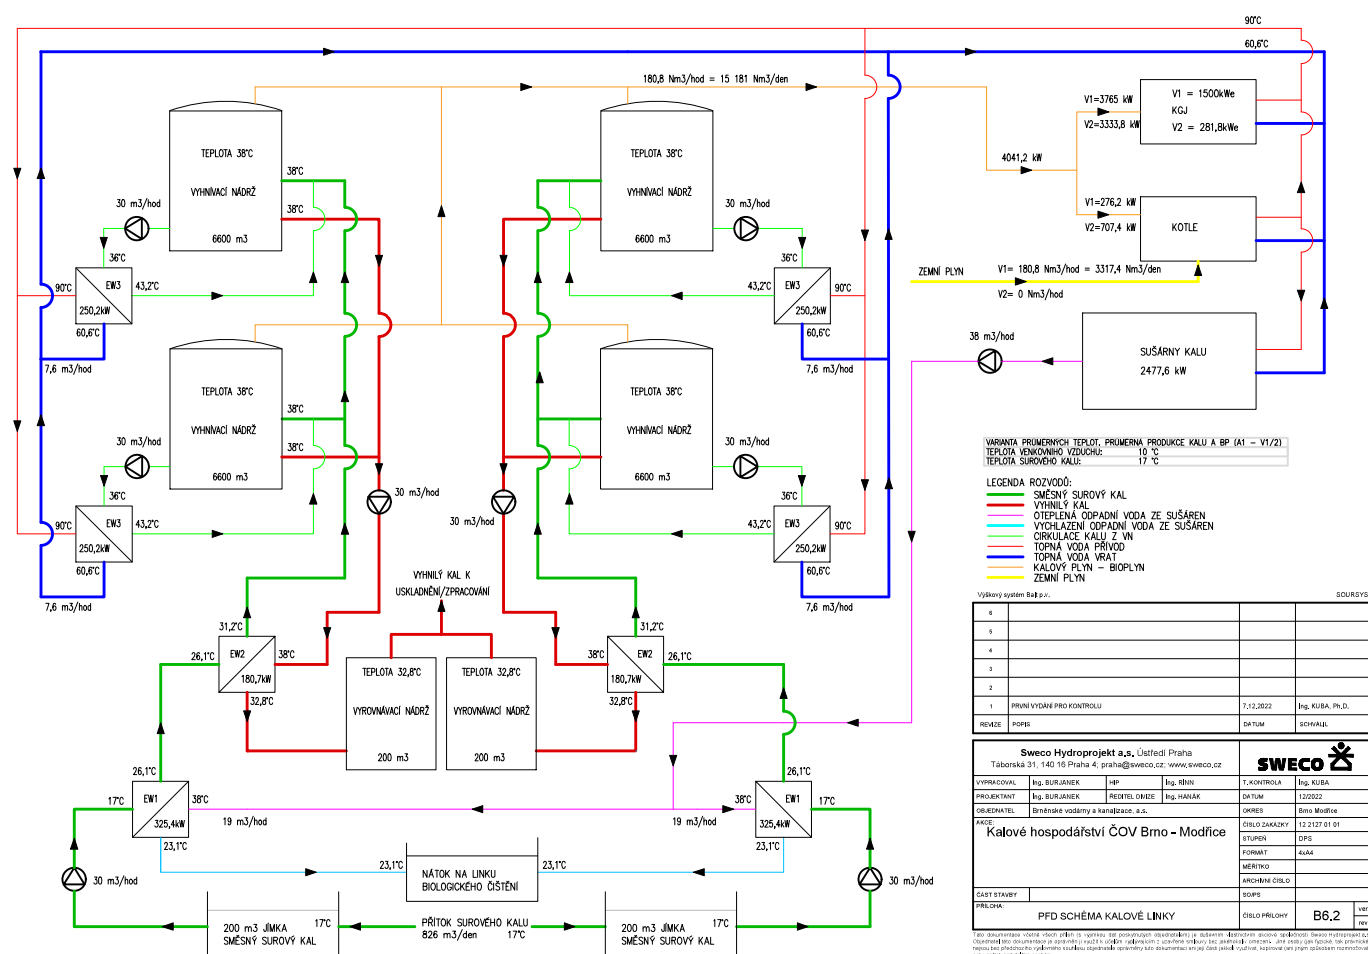 90°C
60,6°C
180,8 Nm3/hod = 15 181 Nm3/den
TEPLOTA 38°C
VYHNÍVACÍ NÁDRŽ
6600 m3
38°C
38°C
30 m3/hod
36°C
90°C
43,2°C
EW3
250,2kW
60,6°C
7,6 m3/hod
TEPLOTA 38°C
VYHNÍVACÍ NÁDRŽ
6600 m3
30 m3/hod
36°C
43,2°C
90°C
EW3
250,2kW
60,6°C
7,6 m3/hod
V1=3765 kW
V2=3333,8 kW
V1 = 1500kWe
KGJ
V2 = 281,8kWe
4041,2 kW
V1=276,2 kW
V2=707,4 kW
KOTLE
ZEMNÍ PLYN
V1= 180,8 Nm3/hod = 3317,4 Nm3/den
V2= 0 Nm3/hod
38 m3/hod
SUŠÁRNY KALU
2477,6 kW
TEPLOTA 38°C
VYHNÍVACÍ NÁDRŽ
6600 m3
38°C
38°C
30 m3/hod
36°C
90°C
43,2°C
EW3
250,2kW
60,6°C
7,6 m3/hod
30 m3/hod
TEPLOTA 38°C
VYHNÍVACÍ NÁDRŽ
6600 m3
30 m3/hod
30 m3/hod
36°C
43,2°C
90°C
EW3
250,2kW
60,6°C
7,6 m3/hod
VARIANTA PRŮMERNÝCH TEPLOT, PRŮMERNA PRODUKCE KALU A BP (A1 – V1/2)
TEPLOTA VENKOVNIHO VZDUCHU: 10 °C
TEPLOTA SUROVÉHO KALU: 17 °C
LEGENDA ROZVODŮ:
SMĚSNÝ SUROVÝ KAL
VYHNILÝ KAL
OTEPLENÁ ODPADNÍ VODA ZE SUŠÁREN
VYCHLAZENÍ ODPADNÍ VODA ZE SUŠÁREN
CIRKULACE KALU Z VN
TOPNÁ VODA PŘÍVOD
TOPNÁ VODA VRAT
KALOVÝ PLYN – BIOPLYN
ZEMNÍ PLYN
VYHNILÝ KAL K
USKLADNĚNÍ/ZPRACOVÁNÍ
31,2°C
26,1°C
EW2
180,7kW
38°C
32,8°C
TEPLOTA 32,8°C
VYROVNÁVACÍ NÁDRŽ
200 m3
TEPLOTA 32,8°C
VYROVNÁVACÍ NÁDRŽ
200 m3
31,2°C
38°C
EW2
180,7kW
26,1°C
32,8°C
26,1°C
17°C
EW1
325,4kW
38°C
19 m3/hod
23,1°C
26,1°C
38°C
EW1
325,4kW
17°C
19 m3/hod
23,1°C
30 m3/hod
23,1°C
NÁTOK NA LINKU
BIOLOGICKÉHO ČIŠTĚNÍ
23,1°C
30 m3/hod
200 m3 JÍMKA
17°C
SMĚSNÝ SUROVÝ KAL
PŘÍTOK SUROVÉHO KALU
826 m3/den 17°C
200 m3 JÍMKA
17°C
SMĚSNÝ SUROVÝ KAL
Výškový systém Balt p.v.
SOURSYS
6
5
4
3
2
1 PRVNÍ VYDÁNÍ PRO KONTROLU 7.12.2022 Ing. KUBA, Ph.D.
REVIZE POPIS DATUM SCHVÁLIL
Sweco Hydroprojekt a.s. Ústředí Praha
Táborská 31, 140 16 Praha 4; praha@sweco.cz; www.sweco.cz
SWECO
VYPRACOVAL Ing. BURJANEK HIP Ing. RÍNN T. KONTROLA Ing. KUBA
PROJEKTANT Ing. BURJANEK ŘEDITEL DIVIZE Ing. HANÁK DATUM 12/2022
OBJEDNATEL Brněnské vodárny a kanalizace, a.s. OKRES Brno Modřice
AKCE:
Kalové hospodářství ČOV Brno - Modřice
ČÍSLO ZAKÁZKY 12 2127 01 01
STUPEŇ DPS
FORMÁT 4xA4
MĚŘÍTKO
ARCHIVNÍ ČÍSLO
ČÁST STAVBY
SO/PS
PŘÍLOHA:
PFD SCHÉMA KALOVÉ LINKY
ČÍSLO PŘÍLOHY B6.2
ver
rev